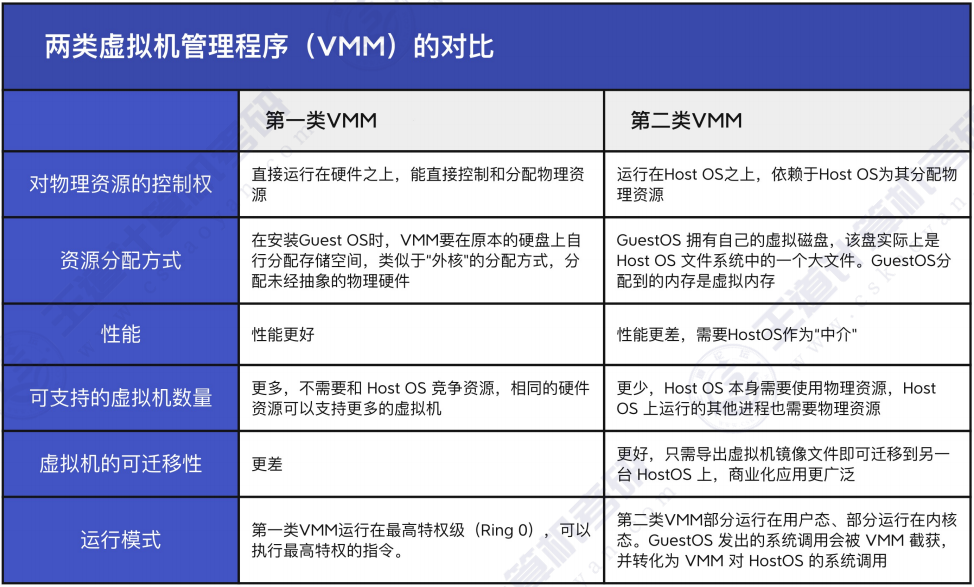 两类虚拟机管理程序（VMM）的对比
第一类VMM
第二类VMM
对物理资源的控制权
直接运行在硬件之上，能直接控制和分配物理资
源
运行在Host OS之上，依赖于Host OS为其分配物
理资源
资源分配方式
在安装Guest OS时，VMM要在原本的硬盘上自
行分配存储空间，类似于"外核"的分配方式，分
配未经抽象的物理硬件
GuestOS 拥有自己的虚拟磁盘，该盘实际上是
Host OS 文件系统中的一个大文件。GuestOS分
配到的内存是虚拟内存
性能
性能更好
性能更差，需要HostOS作为"中介"
可支持的虚拟机数量
更多，不需要和 Host OS 竞争资源，相同的硬件
资源可以支持更多的虚拟机
更少，Host OS 本身需要使用物理资源，Host
OS 上运行的其他进程也需要物理资源
虚拟机的可迁移性
更差
更好，只需导出虚拟机镜像文件即可迁移到另一
台 HostOS 上，商业化应用更广泛
运行模式
第一类VMM运行在最高特权级（Ring 0），可以
执行最高特权的指令。
第二类VMM部分运行在用户态、部分运行在内核
态。GuestOS 发出的系统调用会被 VMM 截获，
并转化为 VMM 对 HostOS 的系统调用